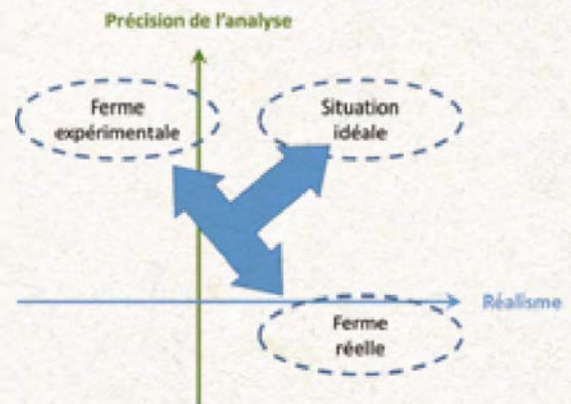 Précision de l'analyse
Ferme
expérimentale
Situation
idéale
Réalisme
Ferme
réelle